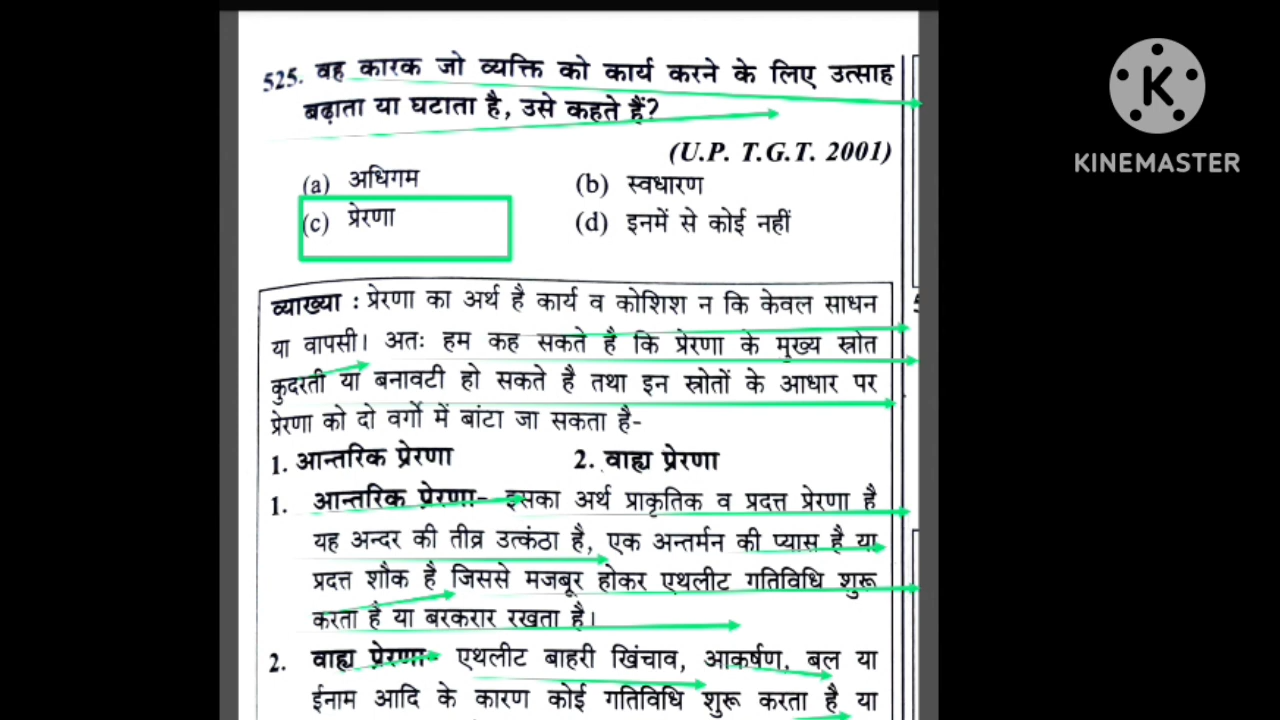 525. वह कारक जो व्यक्ति को कार्य करने के लिए उत्साह
बढ़ाता या घटाता है, उसे कहते हैं?
(U.P. T.G.T. 2001)
(a) अधिगम (b) स्वधारण
(c) प्रेरणा (d) इनमें से कोई नहीं
व्याख्या : प्रेरणा का अर्थ है कार्य व कोशिश न कि केवल साधन
या वापसी। अतः हम कह सकते है कि प्रेरणा के मुख्य स्रोत
कुदरती या बनावटी हो सकते है तथा इन स्रोतों के आधार पर
प्रेरणा को दो वर्गो में बांटा जा सकता है-
1. आन्तरिक प्रेरणा 2. वाह्य प्रेरणा
1. आन्तरिक प्रेरणा- इसका अर्थ प्राकृतिक व प्रदत्त प्रेरणा है
यह अन्दर की तीव्र उत्कंठा है, एक अन्तर्मन की प्यास है या
प्रदत्त शौक है जिससे मजबूर होकर एथलीट गतिविधि शुरू
करता है या बरकरार रखता है।
2. वाह्य प्रेरणा- एथलीट बाहरी खिंचाव, आकर्षण, बल या
ईनाम आदि के कारण कोई गतिविधि शुरू करता है या
K
KINEMASTER